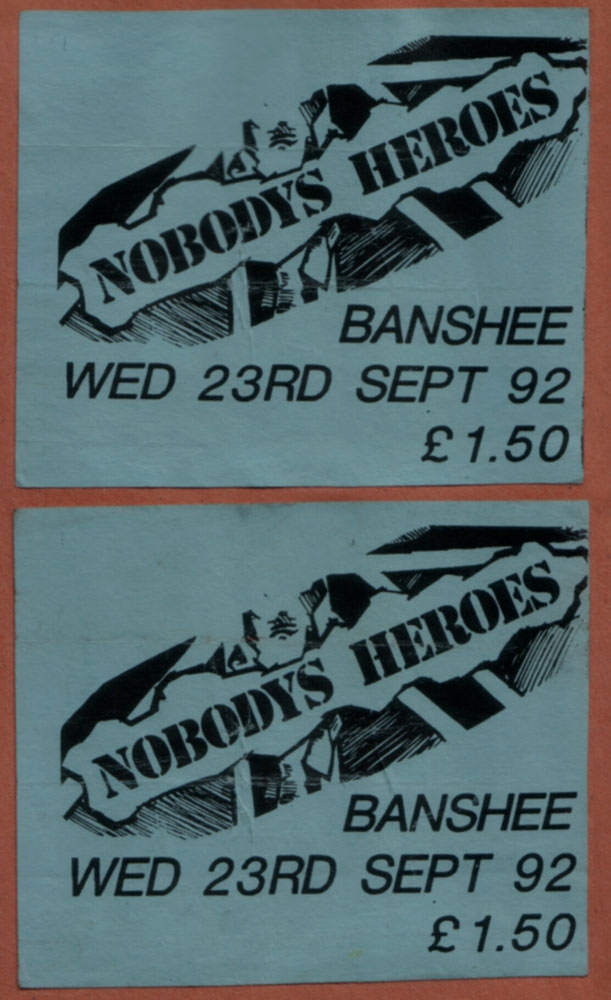 NOBODYS HEROES
BANSHEE
WED 23RD SEPT 92
£1.50
NOBODYS HEROES
BANSHEE
WED 23RD SEPT 92
£1.50